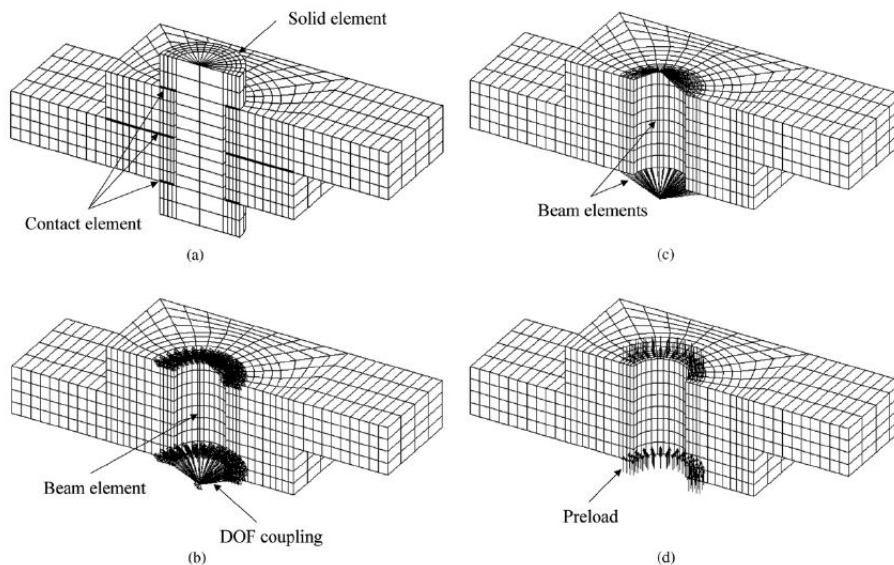 Solid element
Contact element
(a)
Beam elements
(c)
Beam element
DOF coupling
(b)
Preload
(d)